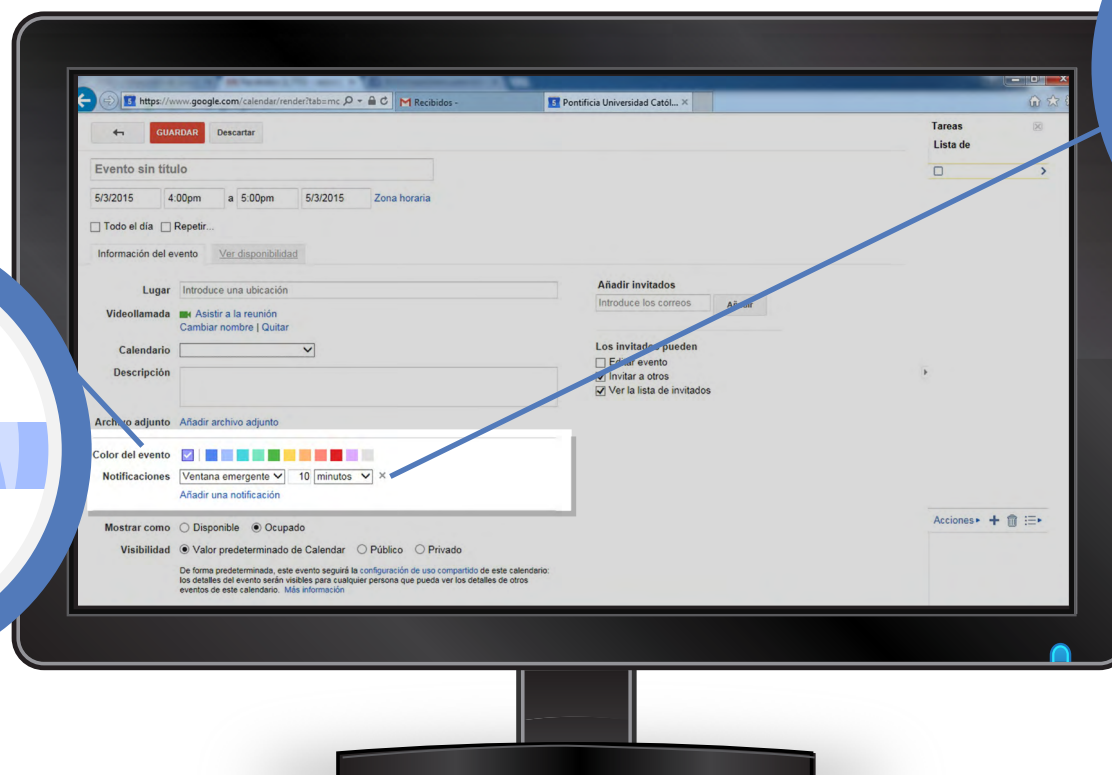 https://www.google.com/calendar/render?tab=mc
Recibidos -
Pontificia Universidad Catól...
GUARDAR
Descartar
Tareas
Lista de
Evento sin titulo
5/3/2015 4:00pm a 5:00pm 5/3/2015 Zona horaria
Todo el día Repetir...
Información del evento Ver disponibilidad
Lugar Introduce una ubicación
Videollamada Asistir a la reunión
Cambiar nombre | Quitar
Calendario
Descripción
Archivo adjunto Añadir archivo adjunto
Añadir invitados
Introduce los correos Añadir
Los invitados pueden
Editar evento
Invitar a otros
Ver la lista de invitados
Color del evento
Notificaciones Ventana emergente 10 minutos ×
Añadir una notificación
Mostrar como Disponible Ocupado
Visibilidad Valor predeterminado de Calendar Público Privado
De forma predeterminada, este evento seguirá la configuración de uso compartido de este calendario:
los detalles del evento serán visibles para cualquier persona que pueda ver los detalles de otros
eventos de este calendario. Más información
Acciones